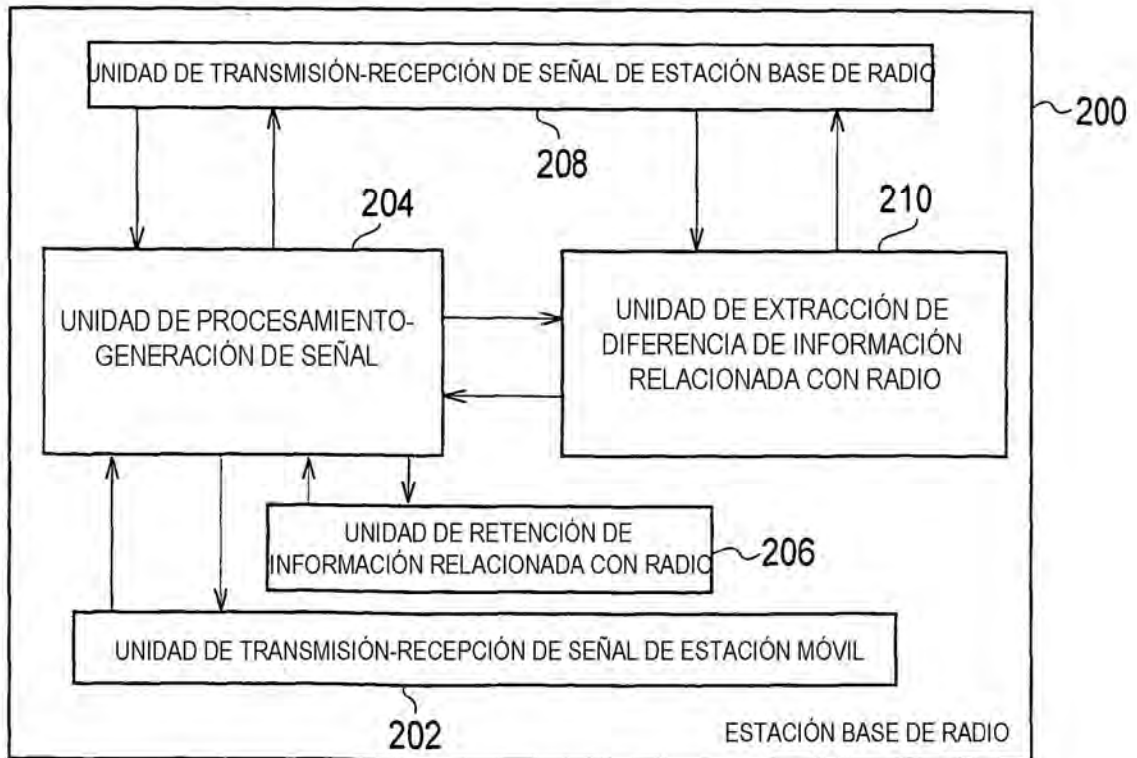 UNIDAD DE TRANSMISIÓN-RECEPCIÓN DE SEÑAL DE ESTACIÓN BASE DE RADIO
200
208
204
210
UNIDAD DE PROCESAMIENTO-
GENERACIÓN DE SEÑAL
UNIDAD DE EXTRACCIÓN DE
DIFERENCIA DE INFORMACIÓN
RELACIONADA CON RADIO
UNIDAD DE RETENCIÓN DE
INFORMACIÓN RELACIONADA CON RADIO
206
UNIDAD DE TRANSMISIÓN-RECEPCIÓN DE SEÑAL DE ESTACIÓN MÓVIL
202
ESTACIÓN BASE DE RADIO